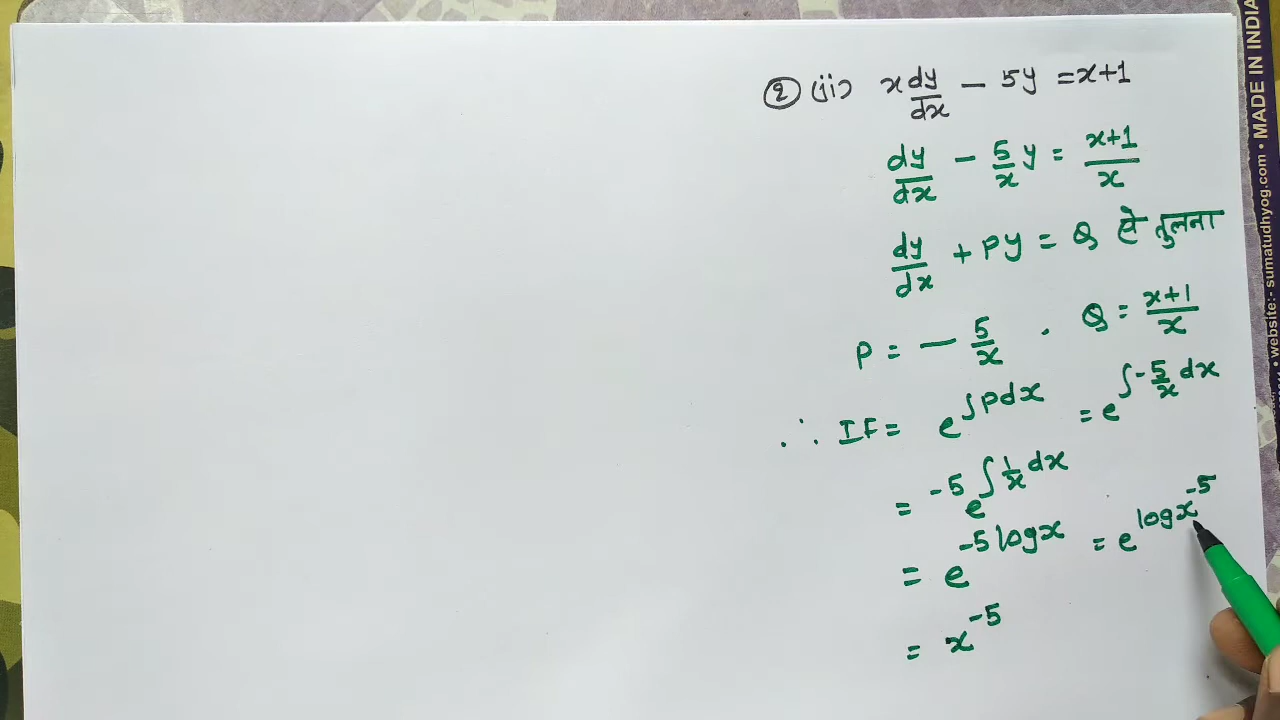 ② (ii) x dy/dx - 5y = x+1
dy/dx - 5/x y = x+1/x
dy/dx + Py = Q से तुलना
P = - 5/x . Q = x+1/x
∴ IF = e^∫Pdx = e^∫-5/x dx
= -5 e^∫1/x dx
= e^-5logx = e^logx^-5
= x^-5
• website:- sumatudhyog.com • MADE IN INDIA